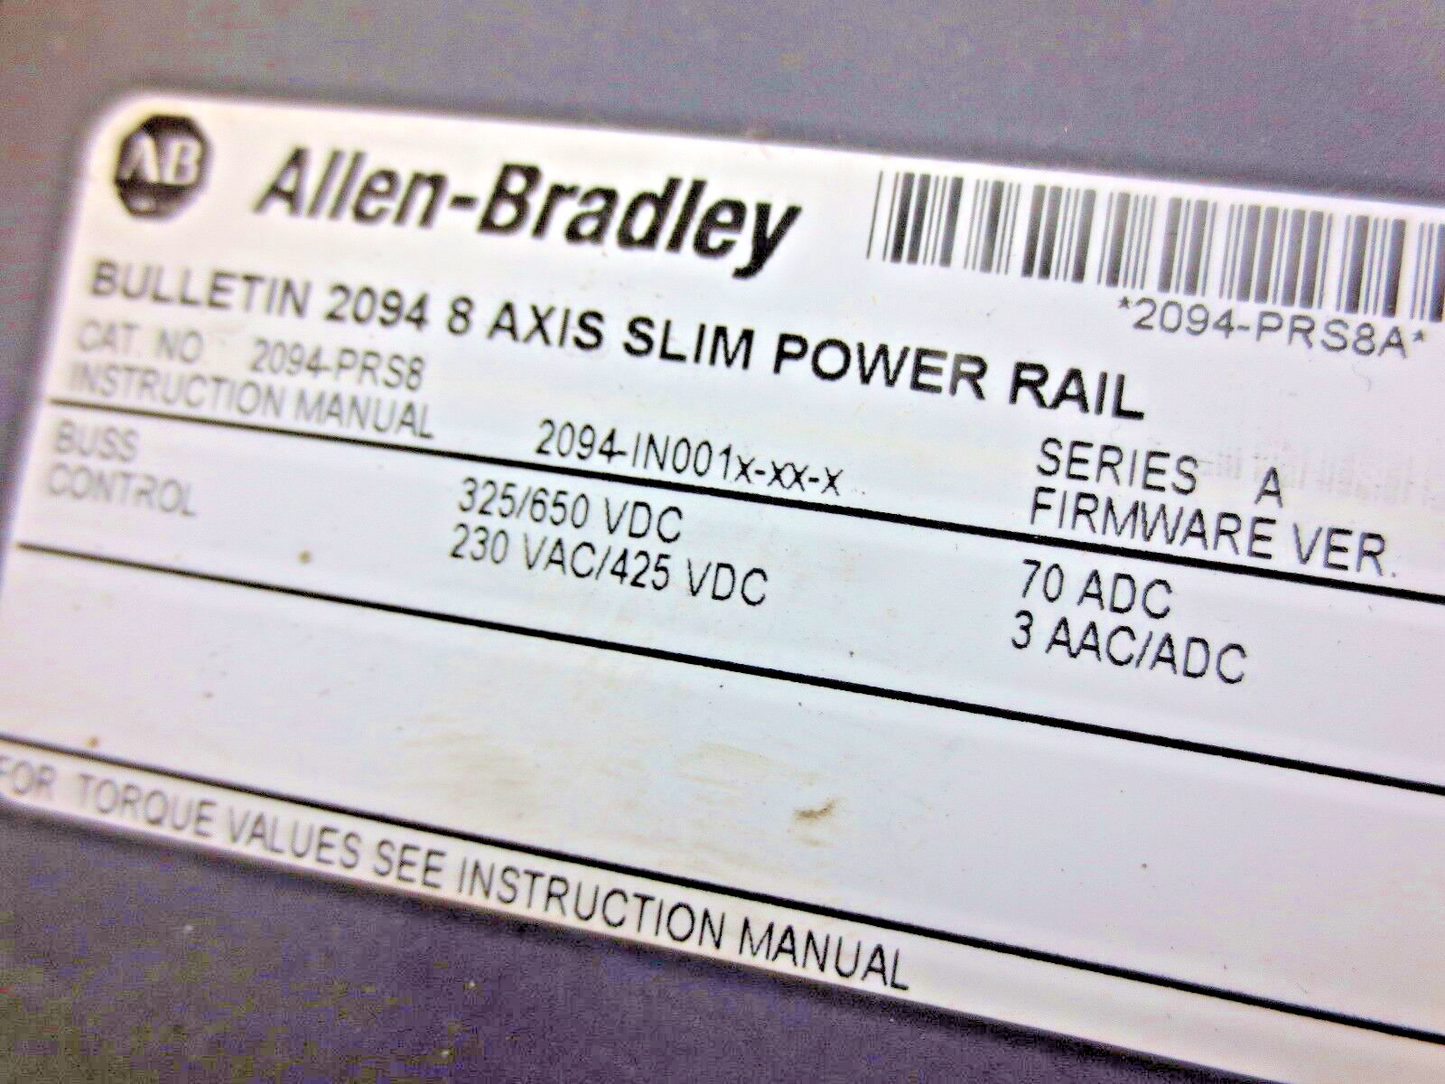 AB Allen-Bradley
*2094-PRS8A*
BULLETIN 2094 8 AXIS SLIM POWER RAIL
CAT. NO 2094-PRS8 SERIES A
INSTRUCTION MANUAL 2094-IN001x-xx-x FIRMWARE VER.
BUSS 325/650 VDC 70 ADC
CONTROL 230 VAC/425 VDC 3 AAC/ADC
FOR TORQUE VALUES SEE INSTRUCTION MANUAL